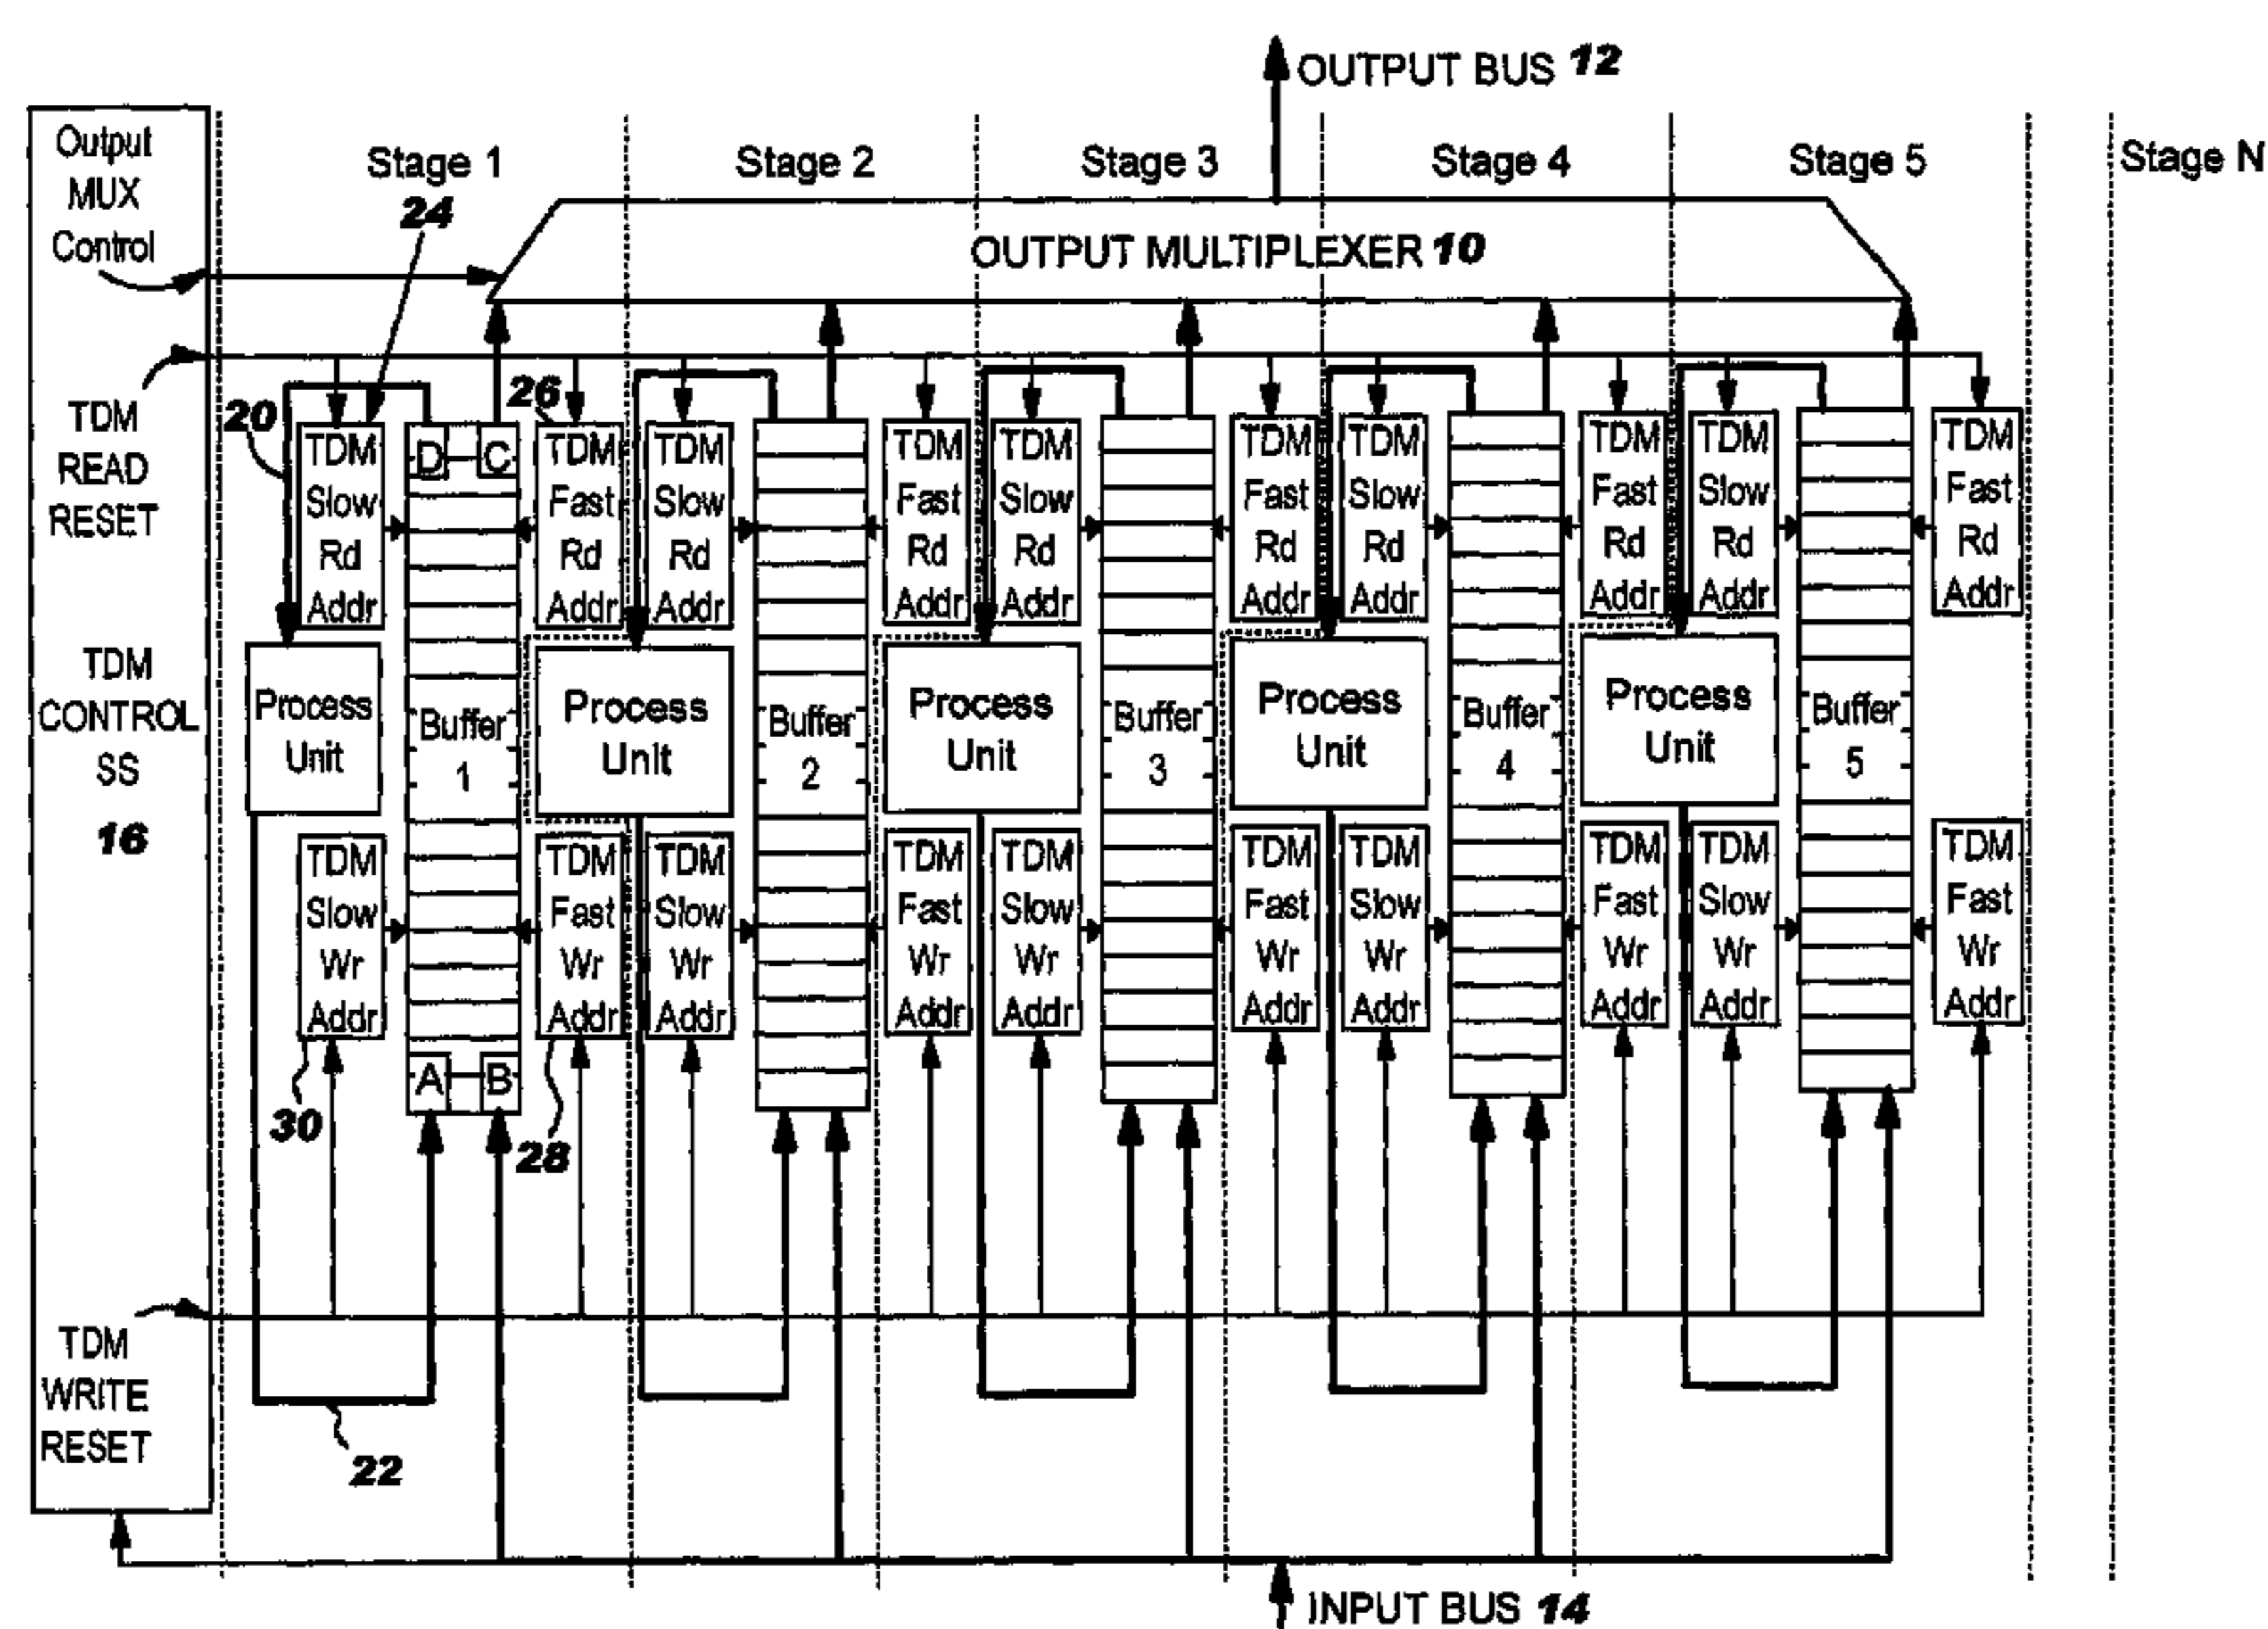 OUTPUT BUS 12
Output
MUX
Control
Stage 1
Stage 2
Stage 3
Stage 4
Stage 5
Stage N
24
OUTPUT MULTIPLEXER 10
TDM
READ
RESET
20
26
TDM
Slow
Rd
Addr
D
C
TDM
Fast
Rd
Addr
TDM
Slow
Rd
Addr
TDM
Fast
Rd
Addr
TDM
Slow
Rd
Addr
TDM
Fast
Rd
Addr
TDM
Slow
Rd
Addr
TDM
Fast
Rd
Addr
TDM
Slow
Rd
Addr
TDM
Fast
Rd
Addr
TDM
CONTROL
SS
16
Process
Unit
Buffer
1
Process
Unit
Buffer
2
Process
Unit
Buffer
3
Process
Unit
Buffer
4
Process
Unit
Buffer
5
TDM
Slow
Wr
Addr
TDM
Fast
Wr
Addr
TDM
Slow
Wr
Addr
TDM
Fast
Wr
Addr
TDM
Slow
Wr
Addr
TDM
Fast
Wr
Addr
TDM
Slow
Wr
Addr
TDM
Fast
Wr
Addr
TDM
Slow
Wr
Addr
TDM
Fast
Wr
Addr
A
B
30
28
TDM
WRITE
RESET
22
INPUT BUS 14